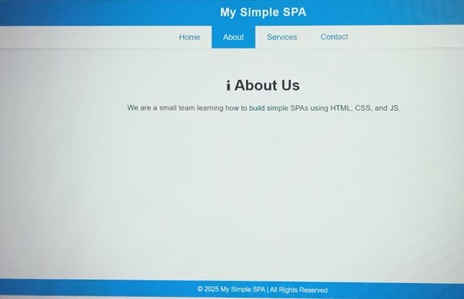 My Simple SPA
Home About Services Contact
ℹ About Us
We are a small team learning how to build simple SPAs using HTML, CSS, and JS.
© 2025 My Simple SPA | All Rights Reserved